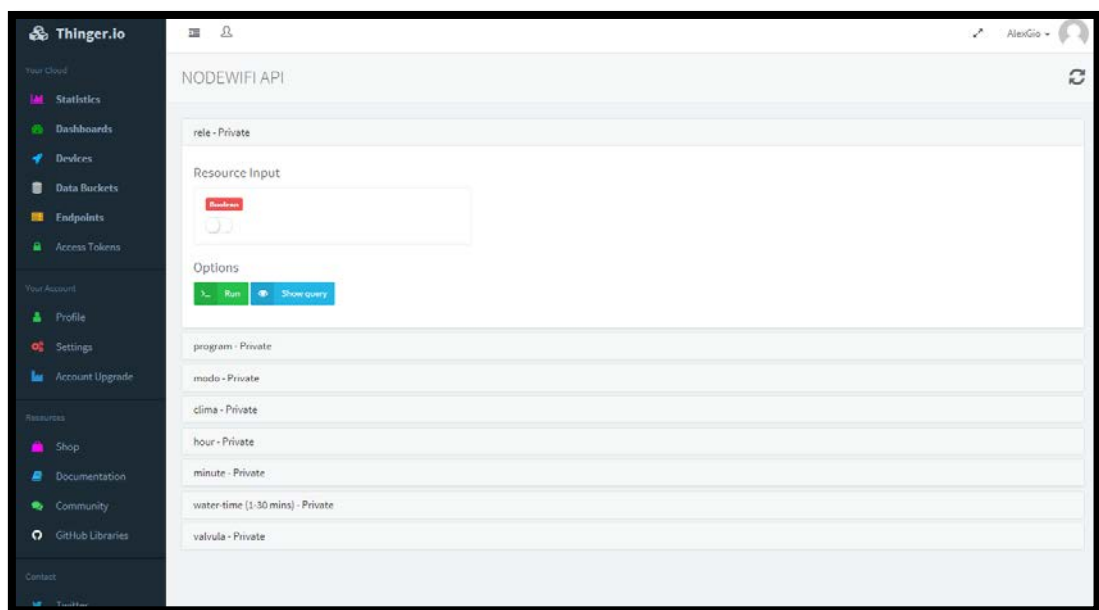 Thinger.io
AlexGio
Your Cloud
Statistics
Dashboards
Devices
Data Buckets
Endpoints
Access Tokens
Your Account
Profile
Settings
Account Upgrade
Resources
Shop
Documentation
Community
GitHub Libraries
Contact
Twitter
NODEWIFI API
rele - Private
Resource Input
Boolean
Options
>_ Run
Show query
program - Private
modo - Private
clima - Private
hour - Private
minute - Private
water-time (1-30 mins) - Private
valvula - Private